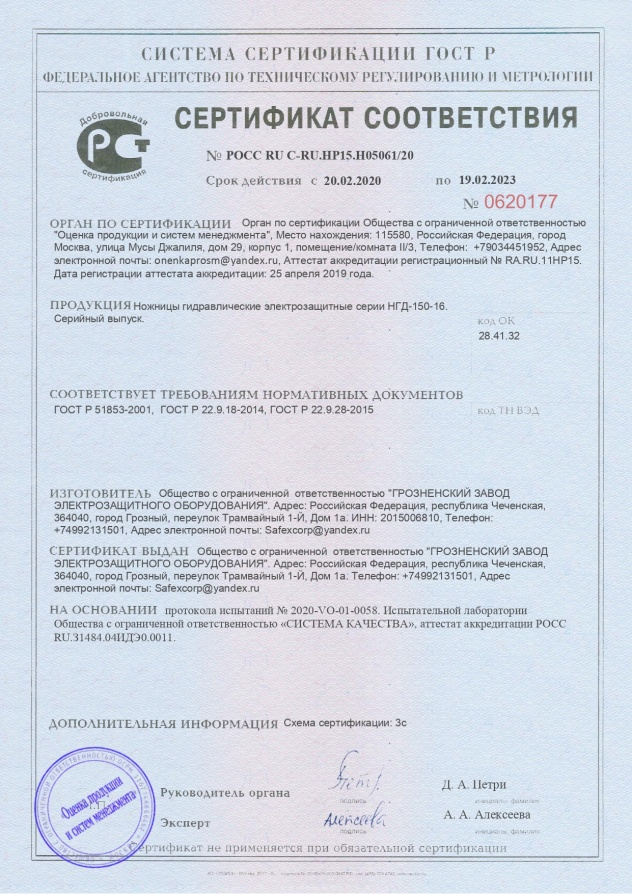 СИСТЕМА СЕРТИФИКАЦИИ ГОСТ Р
ФЕДЕРАЛЬНОЕ АГЕНТСТВО ПО ТЕХНИЧЕСКОМУ РЕГУЛИРОВАНИЮ И МЕТРОЛОГИИ
Добровольная
сертификация
СЕРТИФИКАТ СООТВЕТСТВИЯ
№ РОСС RU C-RU.НР15.Н05061/20
Срок действия с 20.02.2020 по 19.02.2023
№ 0620177
ОРГАН ПО СЕРТИФИКАЦИИ Орган по сертификации Общества с ограниченной ответственностью
"Оценка продукции и систем менеджмента", Место нахождения: 115580, Российская Федерация, город
Москва, улица Мусы Джалиля, дом 29, корпус 1, помещение/комната II/3, Телефон: +79034451952, Адрес
электронной почты: onenkaprosm@yandex.ru, Аттестат аккредитации регистрационный № RA.RU.11НР15.
Дата регистрации аттестата аккредитации: 25 апреля 2019 года.
ПРОДУКЦИЯ Ножницы гидравлические электрозащитные серии НГД-150-16.
Серийный выпуск.
код ОК
28.41.32
СООТВЕТСТВУЕТ ТРЕБОВАНИЯМ НОРМАТИВНЫХ ДОКУМЕНТОВ
ГОСТ Р 51853-2001, ГОСТ Р 22.9.18-2014, ГОСТ Р 22.9.28-2015
код ТН ВЭД
ИЗГОТОВИТЕЛЬ Общество с ограниченной ответственностью "ГРОЗНЕНСКИЙ ЗАВОД
ЭЛЕКТРОЗАЩИТНОГО ОБОРУДОВАНИЯ". Адрес: Российская Федерация, республика Чеченская,
364040, город Грозный, переулок Трамвайный 1-Й, Дом 1а. ИНН: 2015006810, Телефон:
+74992131501, Адрес электронной почты: Safexcorp@yandex.ru
СЕРТИФИКАТ ВЫДАН Общество с ограниченной ответственностью "ГРОЗНЕНСКИЙ ЗАВОД
ЭЛЕКТРОЗАЩИТНОГО ОБОРУДОВАНИЯ". Адрес: Российская Федерация, республика Чеченская,
364040, город Грозный, переулок Трамвайный 1-Й, Дом 1а. Телефон: +74992131501, Адрес
электронной почты: Safexcorp@yandex.ru
НА ОСНОВАНИИ протокола испытаний № 2020-VO-01-0058. Испытательной лаборатории
Общества с ограниченной ответственностью «СИСТЕМА КАЧЕСТВА», аттестат аккредитации РОСС
RU.31484.04ИДЭ0.0011.
ДОПОЛНИТЕЛЬНАЯ ИНФОРМАЦИЯ Схема сертификации: 3с
«Оценка продукции
и систем менеджмента»
Руководитель органа Д. А. Петри
подпись инициалы, фамилия
Эксперт Алексеева А. А. Алексеева
подпись инициалы, фамилия
Сертификат не применяется при обязательной сертификации